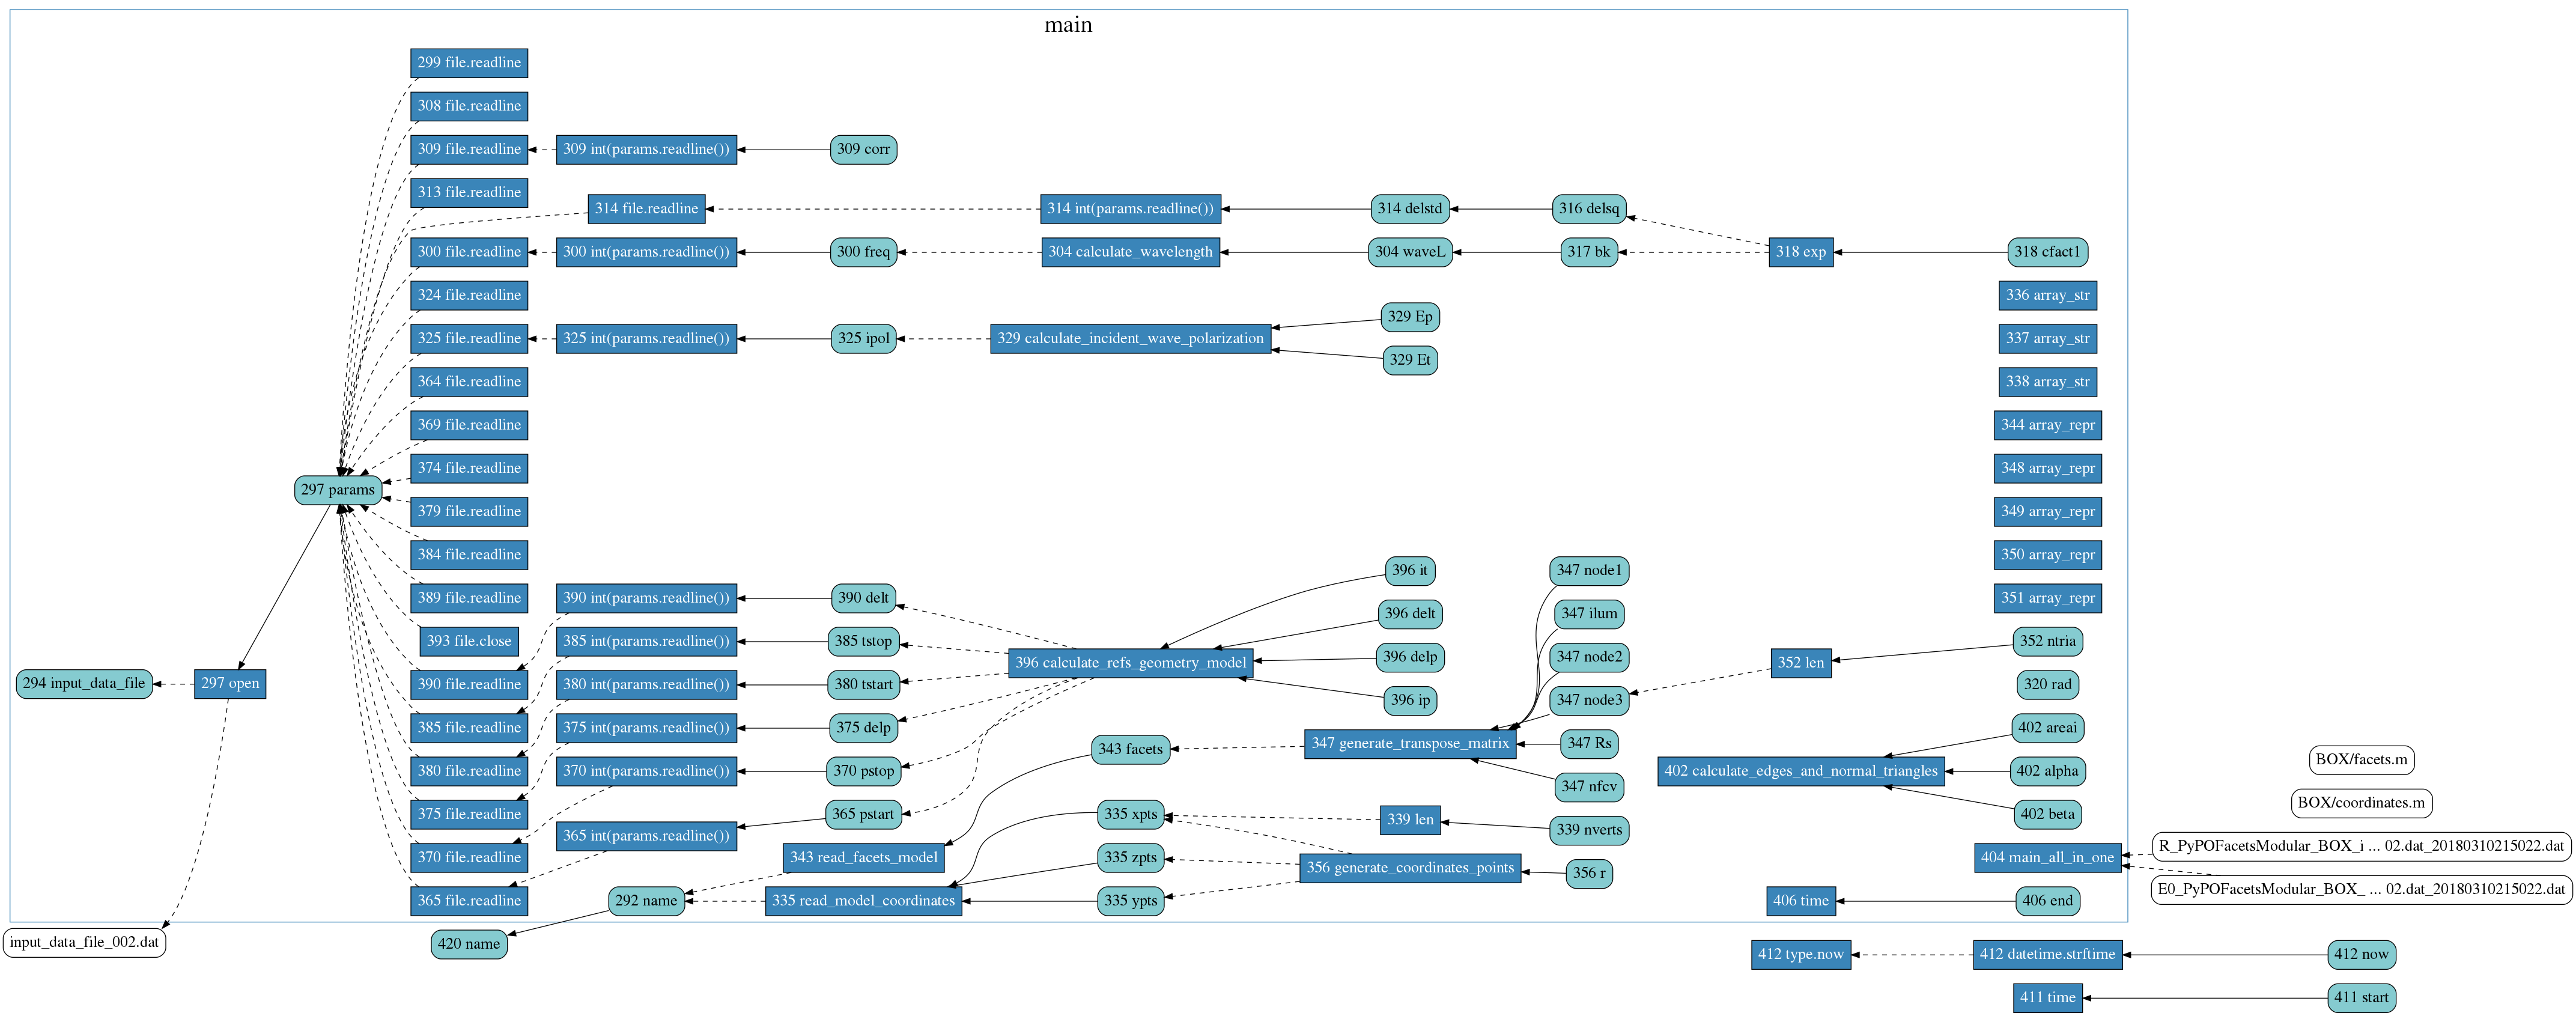 main
299 file.readline
308 file.readline
309 file.readline
309 int(params.readline())
309 corr
313 file.readline
314 file.readline
314 int(params.readline())
314 delstd
316 delsq
300 file.readline
300 int(params.readline())
300 freq
304 calculate_wavelength
304 waveL
317 bk
318 exp
318 cfact1
324 file.readline
336 array_str
329 Ep
325 file.readline
325 int(params.readline())
325 ipol
329 calculate_incident_wave_polarization
337 array_str
329 Et
364 file.readline
338 array_str
369 file.readline
344 array_repr
374 file.readline
348 array_repr
297 params
379 file.readline
349 array_repr
384 file.readline
350 array_repr
396 it
347 node1
389 file.readline
390 int(params.readline())
390 delt
351 array_repr
396 delt
347 ilum
393 file.close
385 int(params.readline())
385 tstop
352 ntria
396 calculate_refs_geometry_model
396 delp
347 node2
352 len
294 input_data_file
297 open
390 file.readline
380 int(params.readline())
380 tstart
320 rad
396 ip
347 node3
385 file.readline
375 int(params.readline())
375 delp
402 areai
343 facets
347 generate_transpose_matrix
347 Rs
BOX/facets.m
380 file.readline
370 int(params.readline())
370 pstop
402 calculate_edges_and_normal_triangles
402 alpha
347 nfcv
BOX/coordinates.m
375 file.readline
365 pstart
335 xpts
402 beta
365 int(params.readline())
339 len
339 nverts
R_PyPOFacetsModular_BOX_i ... 02.dat_20180310215022.dat
370 file.readline
343 read_facets_model
335 zpts
404 main_all_in_one
356 generate_coordinates_points
356 r
E0_PyPOFacetsModular_BOX_ ... 02.dat_20180310215022.dat
365 file.readline
292 name
335 read_model_coordinates
335 ypts
406 time
406 end
input_data_file_002.dat
420 name
412 type.now
412 datetime.strftime
412 now
411 time
411 start